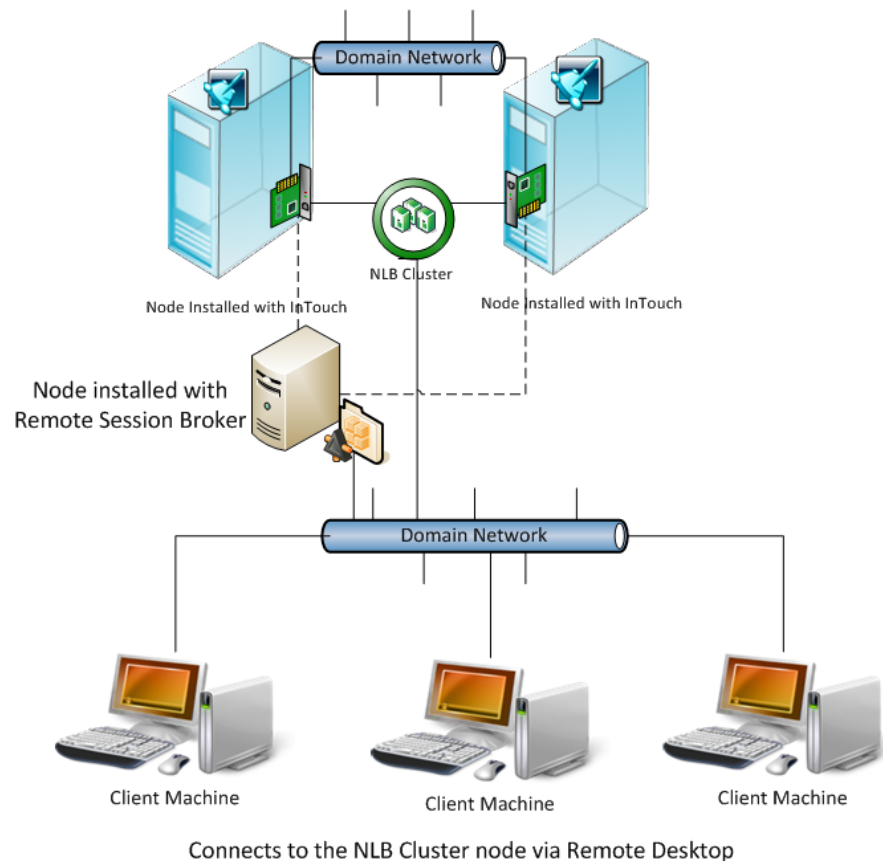 Domain Network
NLB Cluster
Node Installed with InTouch
Node Installed with InTouch
Node installed with
Remote Session Broker
Domain Network
Client Machine
Client Machine
Client Machine
Connects to the NLB Cluster node via Remote Desktop